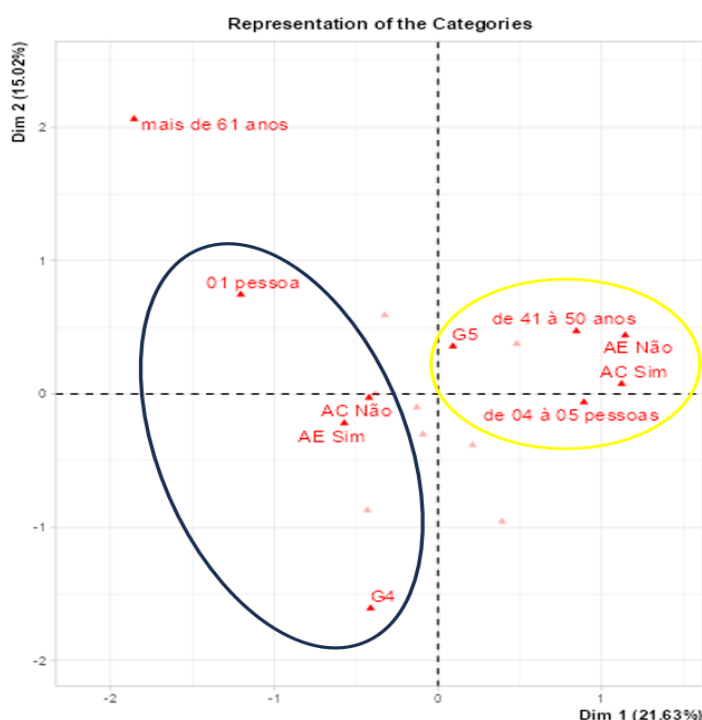 Representation of the Categories
Dim 2 (15.02%)
mais de 61 anos
01 pessoa
de 41 à 50 anos
G5
AE Não
AC Sim
de 04 à 05 pessoas
AC Não
AE Sim
G4
2
1
0
-1
-2
-2
-1
0
1
Dim 1 (21.63%)